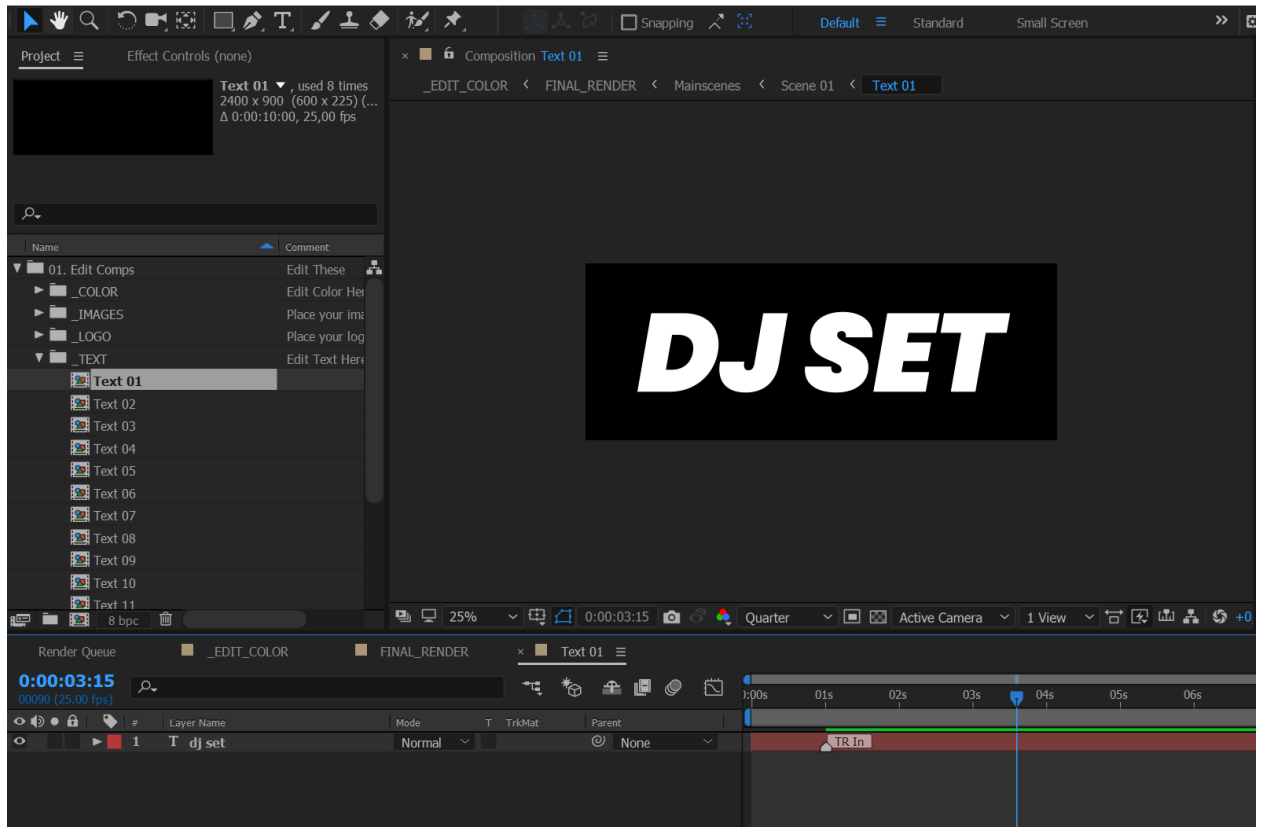 Snapping Default Standard Small Screen
Project Effect Controls (none)
Text 01 , used 8 times
2400 x 900 (600 x 225) (...
Δ 0:00:10:00, 25,00 fps
Name Comment
01. Edit Comps Edit These
_COLOR Edit Color Her
_IMAGES Place your ima
_LOGO Place your log
_TEXT Edit Text Here
Text 01
Text 02
Text 03
Text 04
Text 05
Text 06
Text 07
Text 08
Text 09
Text 10
Text 11
8 bpc
Composition Text 01
_EDIT_COLOR FINAL_RENDER Mainscenes Scene 01 Text 01
DJ SET
25% 0:00:03:15 Quarter Active Camera 1 View +0
Render Queue _EDIT_COLOR FINAL_RENDER Text 01
0:00:03:15
00090 (25.00 fps)
):00s 01s 02s 03s 04s 05s 06s
# Layer Name Mode T TrkMat Parent
1 T dj set Normal None
TR In